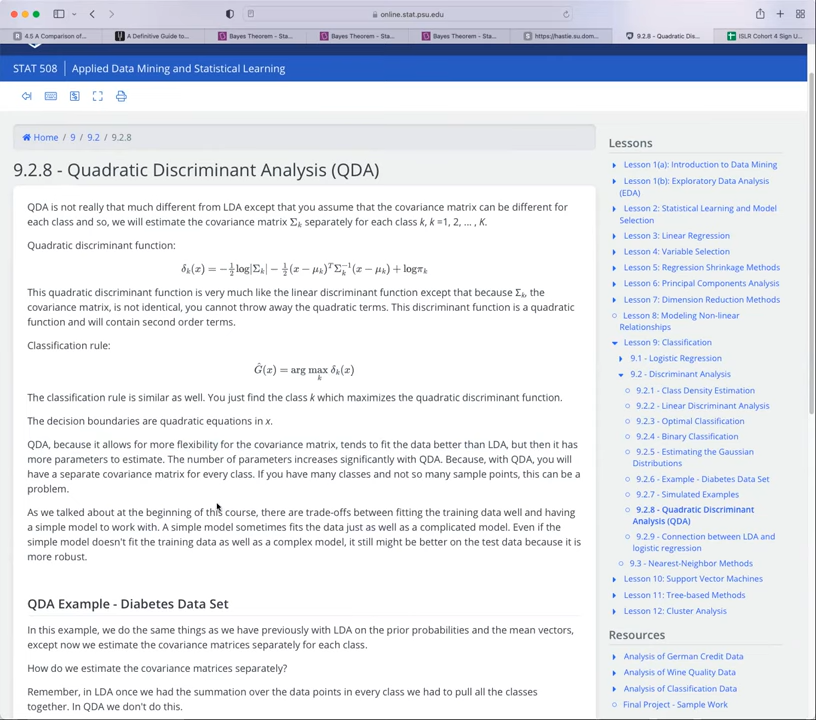 online.stat.psu.edu
4.5 A Comparison of...
A Definitive Guide to...
Bayes Theorem - Sta...
Bayes Theorem - Sta...
Bayes Theorem - Sta...
https://hastie.su.dom...
9.2.8 - Quadratic Dis...
ISLR Cohort 4 Sign U...
STAT 508 | Applied Data Mining and Statistical Learning
Home / 9 / 9.2 / 9.2.8
9.2.8 - Quadratic Discriminant Analysis (QDA)
QDA is not really that much different from LDA except that you assume that the covariance matrix can be different for
each class and so, we will estimate the covariance matrix Σₖ separately for each class k, k =1, 2, ... , K.
Quadratic discriminant function:
δₖ(x) = −½log|Σₖ| − ½(x − μₖ)ᵀΣₖ⁻¹(x − μₖ) + logπₖ
This quadratic discriminant function is very much like the linear discriminant function except that because Σₖ, the
covariance matrix, is not identical, you cannot throw away the quadratic terms. This discriminant function is a quadratic
function and will contain second order terms.
Classification rule:
Ĝ(x) = arg max δₖ(x)
k
The classification rule is similar as well. You just find the class k which maximizes the quadratic discriminant function.
The decision boundaries are quadratic equations in x.
QDA, because it allows for more flexibility for the covariance matrix, tends to fit the data better than LDA, but then it has
more parameters to estimate. The number of parameters increases significantly with QDA. Because, with QDA, you will
have a separate covariance matrix for every class. If you have many classes and not so many sample points, this can be a
problem.
As we talked about at the beginning of this course, there are trade-offs between fitting the training data well and having
a simple model to work with. A simple model sometimes fits the data just as well as a complicated model. Even if the
simple model doesn't fit the training data as well as a complex model, it still might be better on the test data because it is
more robust.
QDA Example - Diabetes Data Set
In this example, we do the same things as we have previously with LDA on the prior probabilities and the mean vectors,
except now we estimate the covariance matrices separately for each class.
How do we estimate the covariance matrices separately?
Remember, in LDA once we had the summation over the data points in every class we had to pull all the classes
together. In QDA we don't do this.
Lessons
Lesson 1(a): Introduction to Data Mining
Lesson 1(b): Exploratory Data Analysis
(EDA)
Lesson 2: Statistical Learning and Model
Selection
Lesson 3: Linear Regression
Lesson 4: Variable Selection
Lesson 5: Regression Shrinkage Methods
Lesson 6: Principal Components Analysis
Lesson 7: Dimension Reduction Methods
Lesson 8: Modeling Non-linear
Relationships
Lesson 9: Classification
9.1 - Logistic Regression
9.2 - Discriminant Analysis
9.2.1 - Class Density Estimation
9.2.2 - Linear Discriminant Analysis
9.2.3 - Optimal Classification
9.2.4 - Binary Classification
9.2.5 - Estimating the Gaussian
Distributions
9.2.6 - Example - Diabetes Data Set
9.2.7 - Simulated Examples
9.2.8 - Quadratic Discriminant
Analysis (QDA)
9.2.9 - Connection between LDA and
logistic regression
9.3 - Nearest-Neighbor Methods
Lesson 10: Support Vector Machines
Lesson 11: Tree-based Methods
Lesson 12: Cluster Analysis
Resources
Analysis of German Credit Data
Analysis of Wine Quality Data
Analysis of Classification Data
Final Project - Sample Work